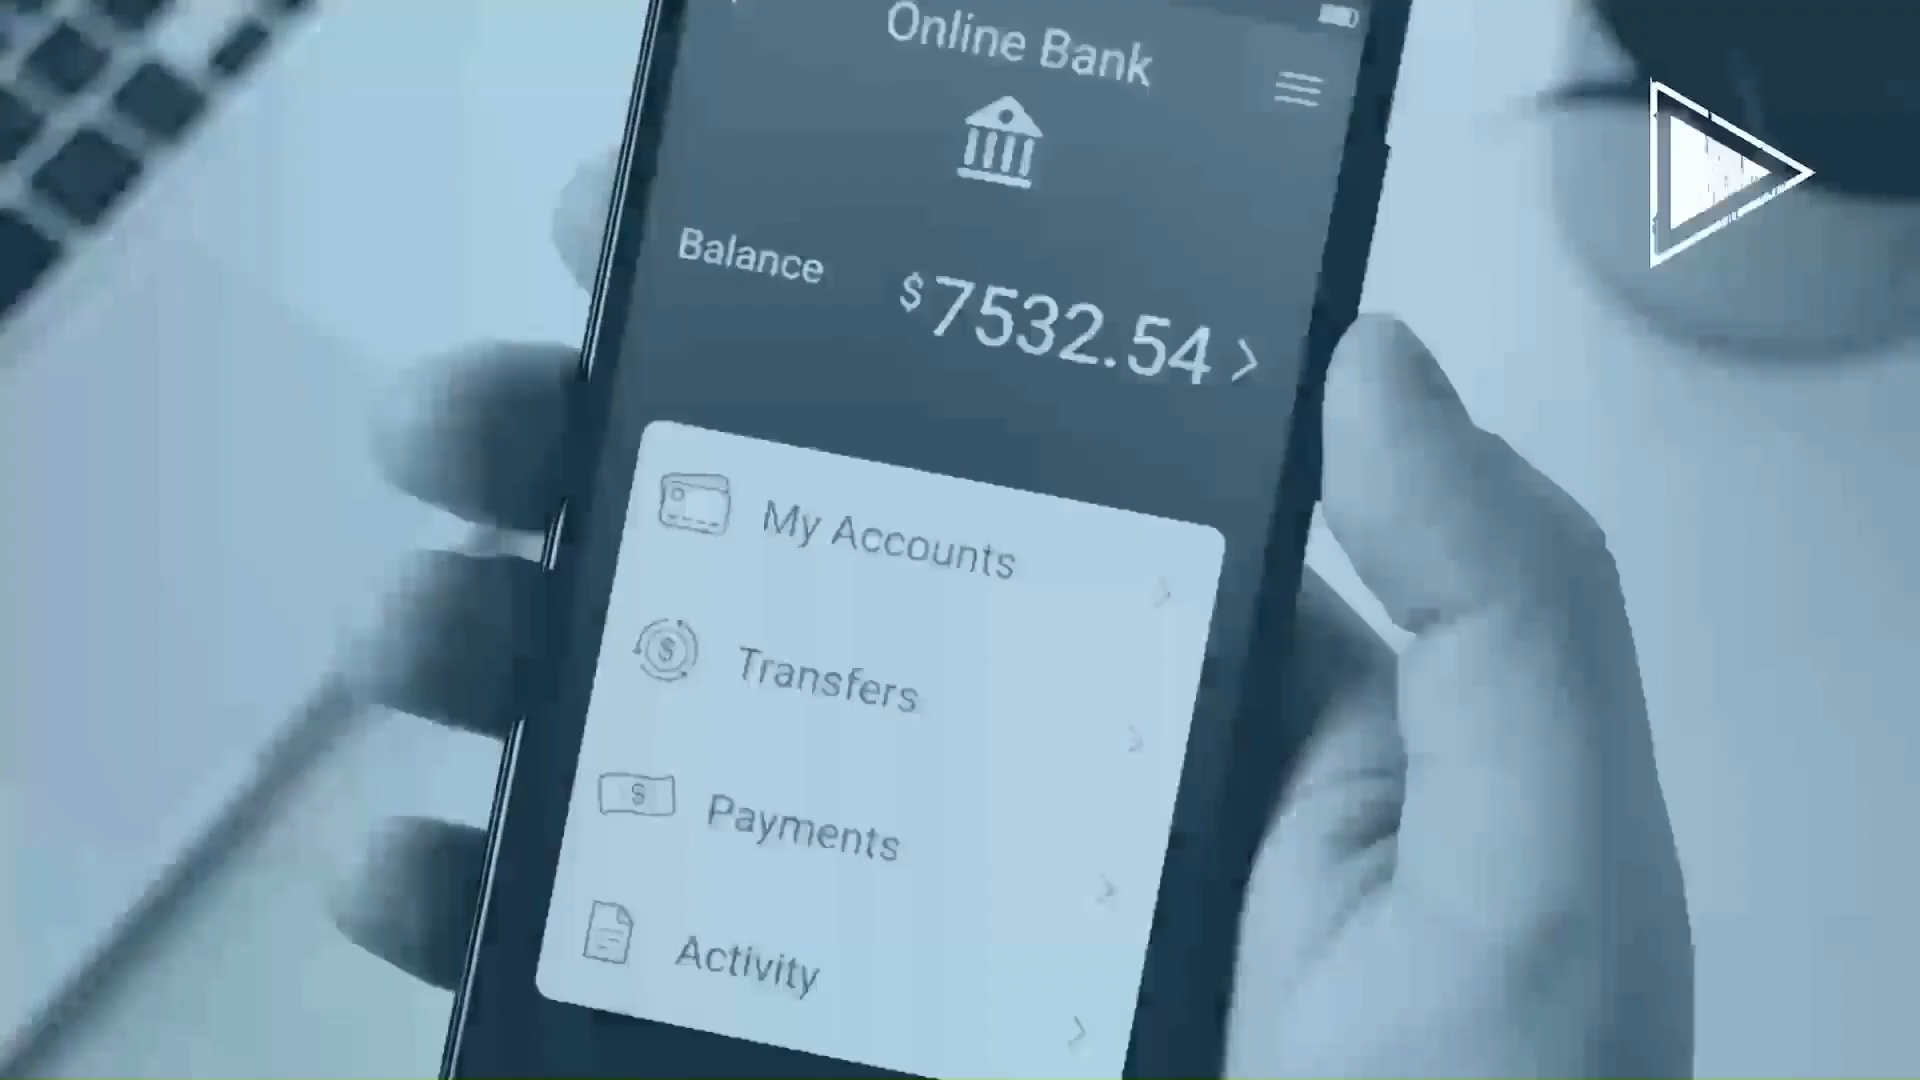 Online Bank
Balance
$7532.54 >
My Accounts
Transfers
Payments
Activity